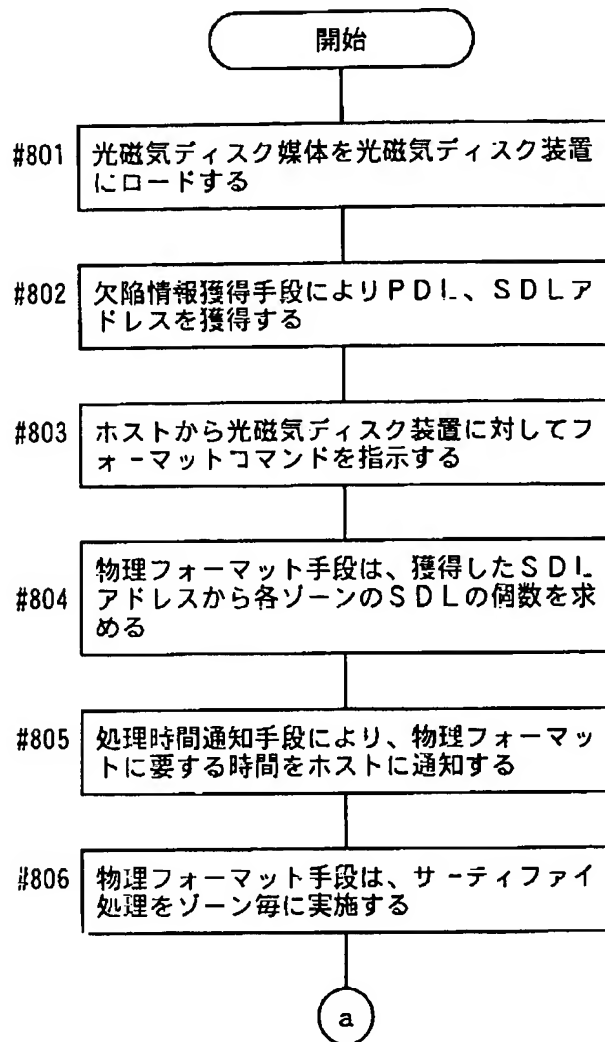 開始
#801
光磁気ディスク媒体を光磁気ディスク装置
にロードする
#802
欠陥情報獲得手段によりPDL、SDLア
ドレスを獲得する
#803
ホストから光磁気ディスク装置に対してフ
ォーマットコマンドを指示する
#804
物理フォーマット手段は、獲得したSDL
アドレスから各ゾーンのSDLの個数を求
める
#805
処理時間通知手段により、物理フォーマッ
トに要する時間をホストに通知する
#806
物理フォーマット手段は、サーティファイ
処理をゾーン毎に実施する
a